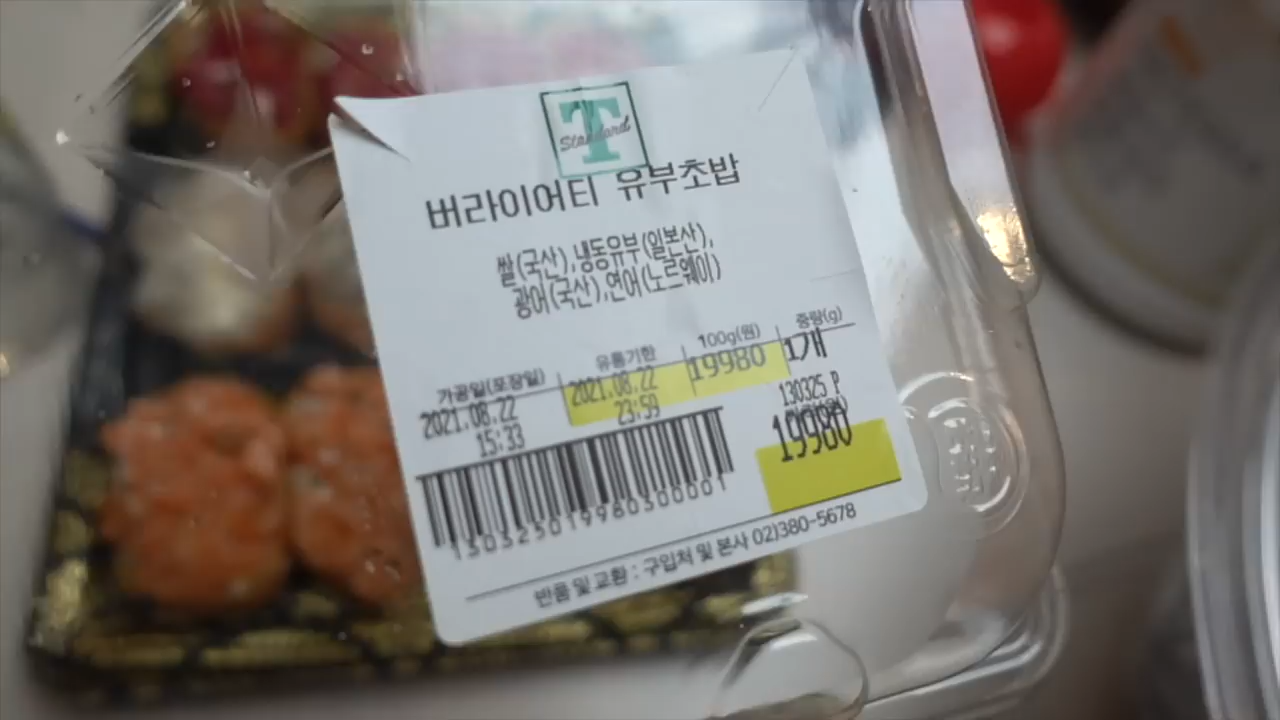 T
Standard
버라이어티 유부초밥
쌀(국산),냉동유부(일본산),
광어(국산),연어(노르웨이)
가공일(포장일) 유통기한 100g(원) 중량(g)
2021.08.22 2021.08.22 19980 1개
15:33 23:59 130325 P
19980
130325019980300001
반품 및 교환 : 구입처 및 본사 02)380-5678